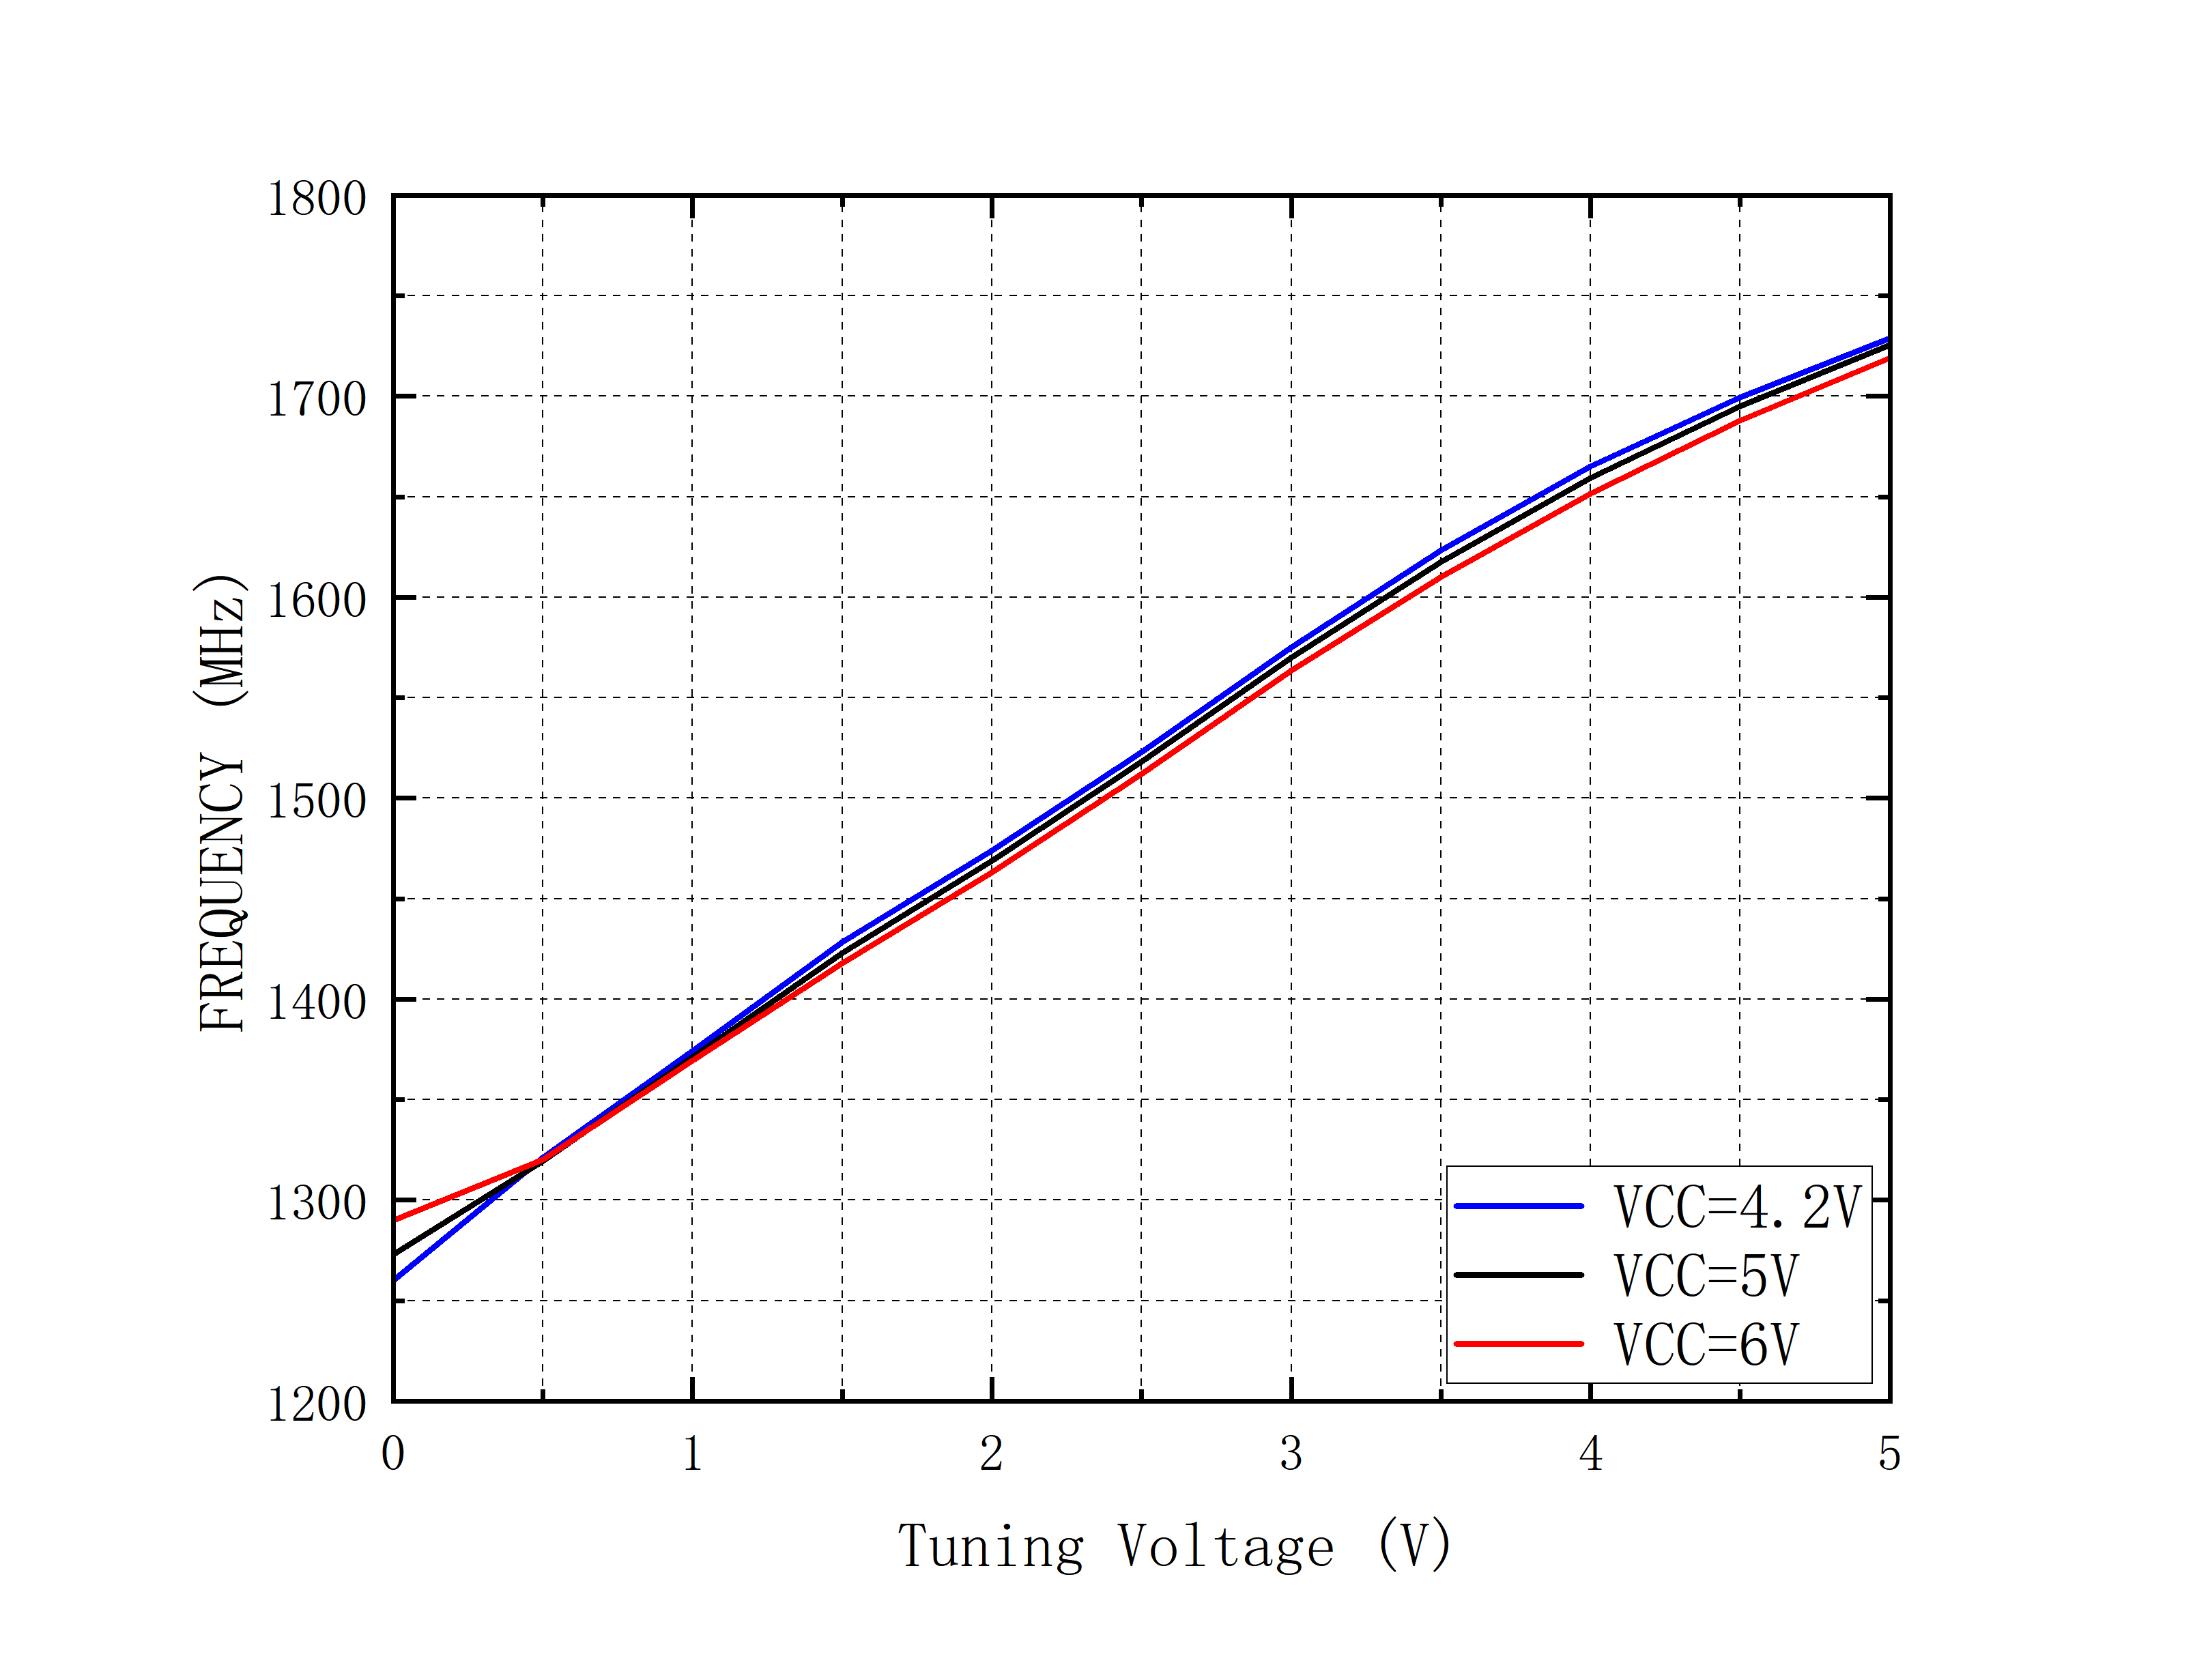 1800
1700
1600
1500
1400
1300
1200
FREQUENCY (MHz)
VCC=4.2V
VCC=5V
VCC=6V
0 1 2 3 4 5
Tuning Voltage (V)